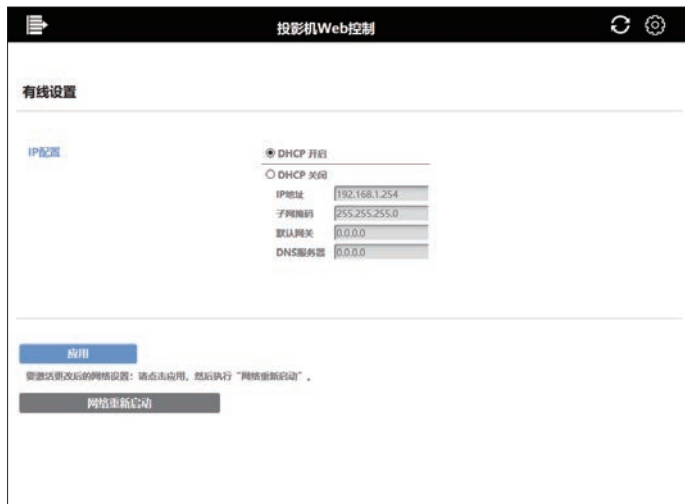 投影机Web控制
有线设置
IP配置
DHCP 开启
DHCP 关闭
IP地址 192.168.1.254
子网掩码 255.255.255.0
默认网关 0.0.0.0
DNS服务器 0.0.0.0
应用
要激活更改后的网络设置：请点击应用，然后执行“网络重新启动”。
网络重新启动